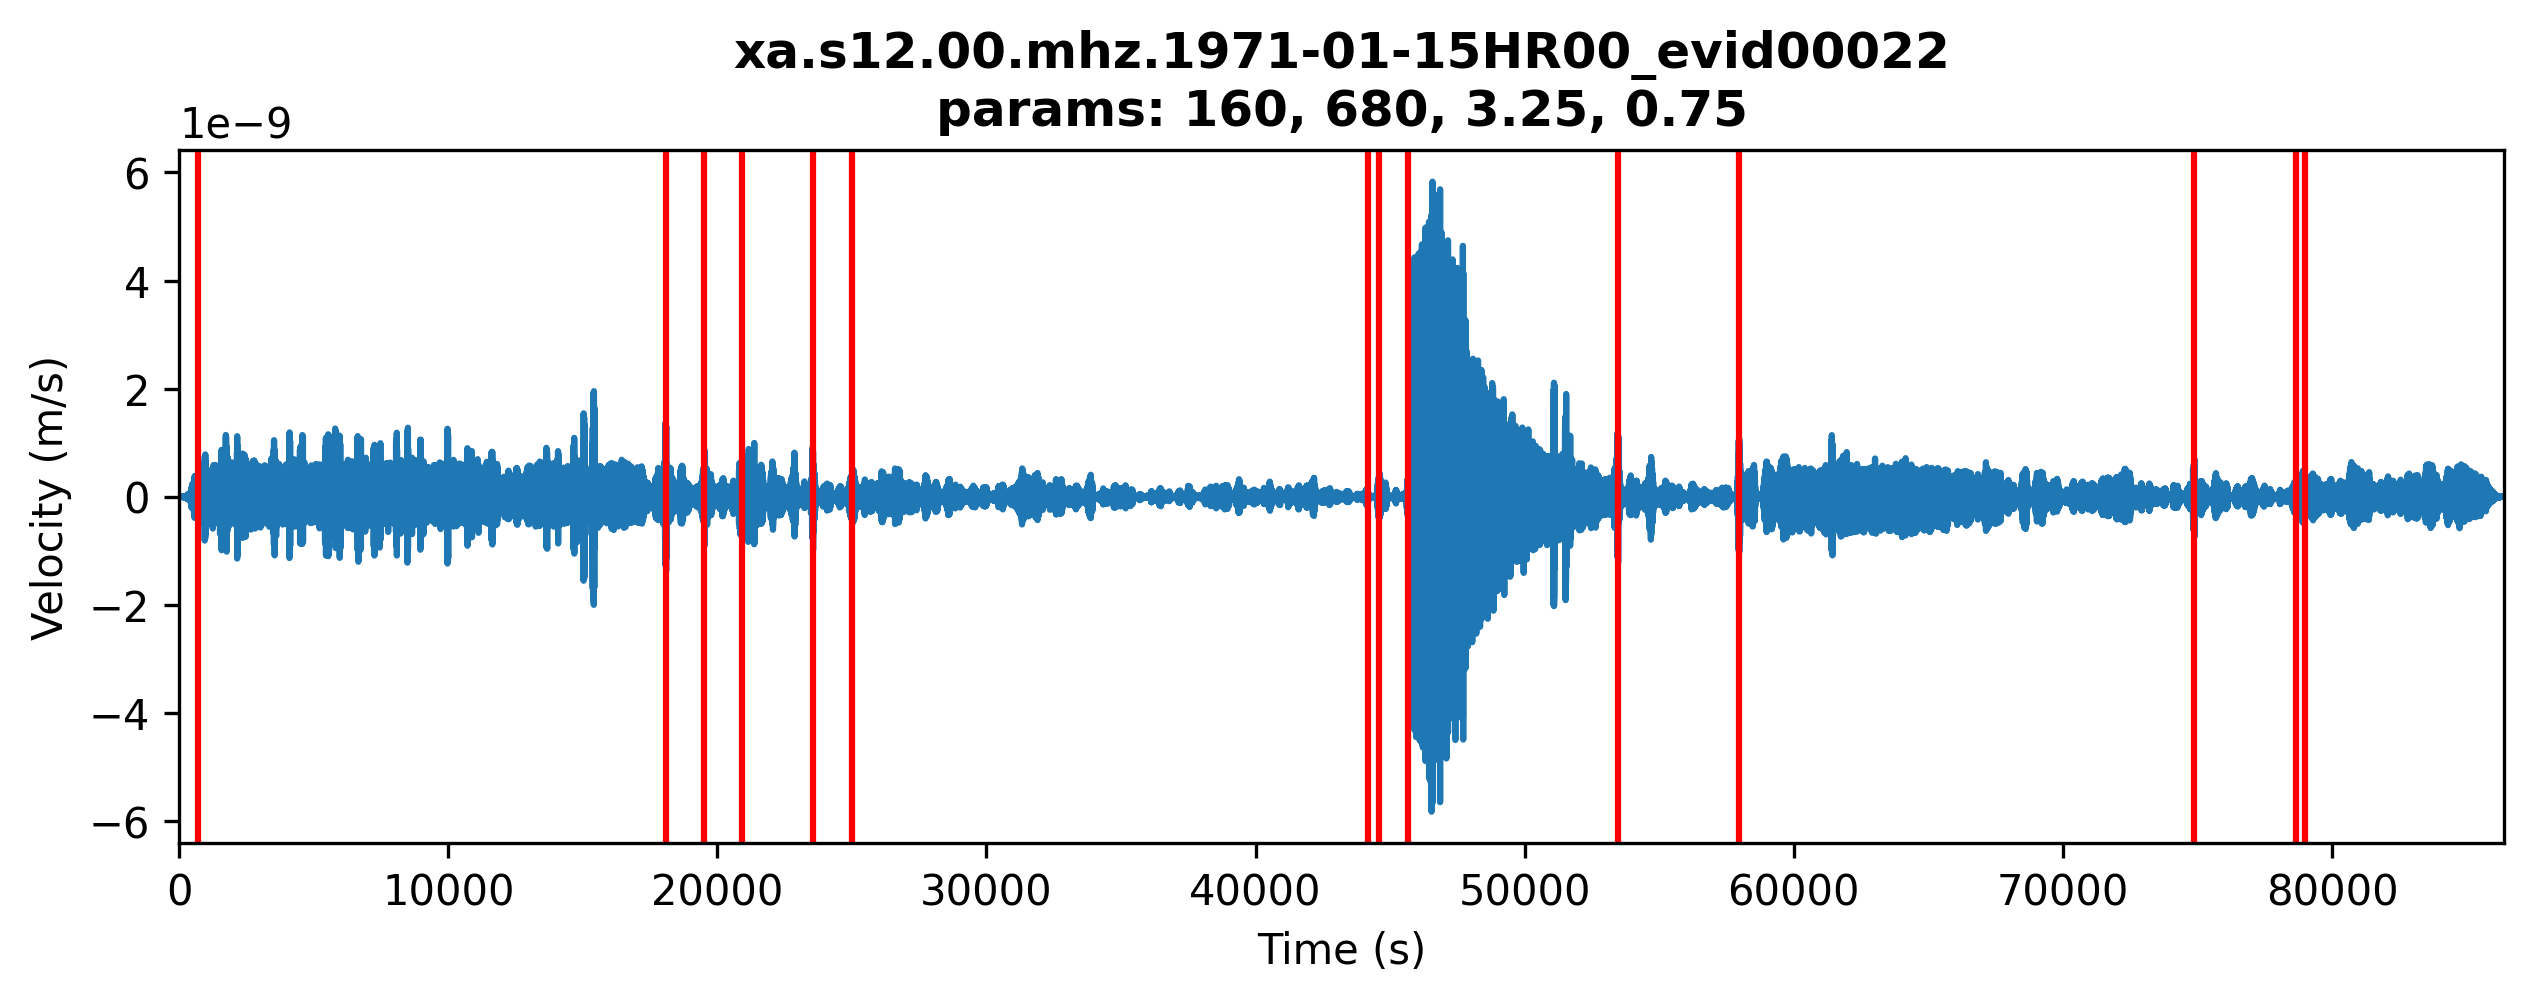 xa.s12.00.mhz.1971-01-15HR00_evid00022
params: 160, 680, 3.25, 0.75
1e−9
6
4
2
0
−2
−4
−6
Velocity (m/s)
0 10000 20000 30000 40000 50000 60000 70000 80000
Time (s)